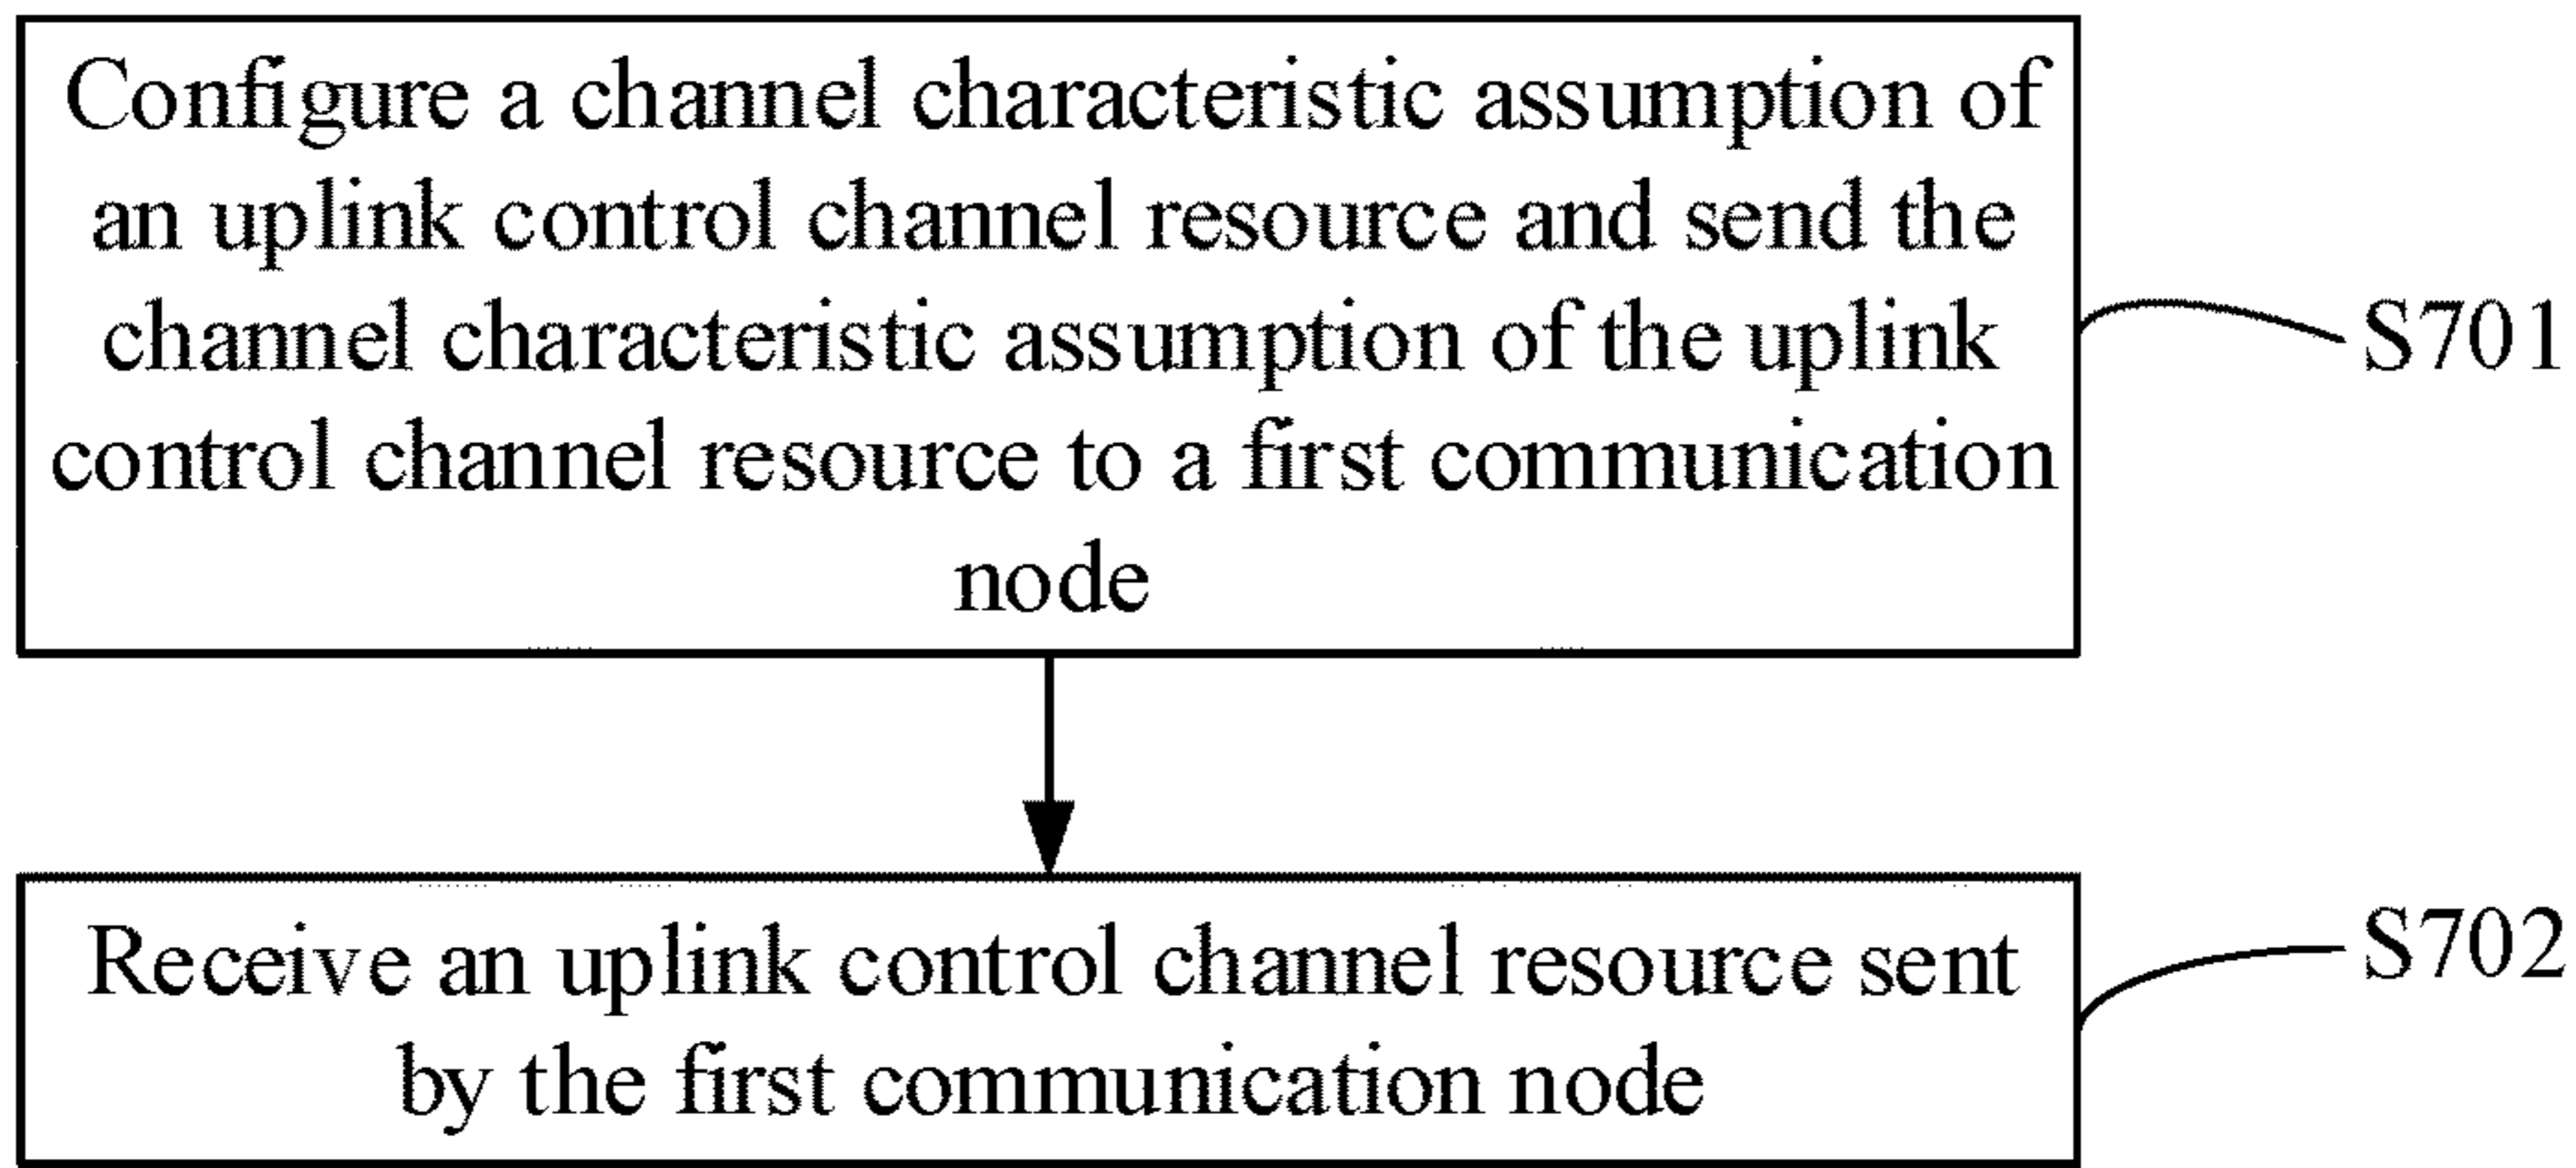 Configure a channel characteristic assumption of
an uplink control channel resource and send the
channel characteristic assumption of the uplink
control channel resource to a first communication
node
S701
Receive an uplink control channel resource sent
by the first communication node
S702